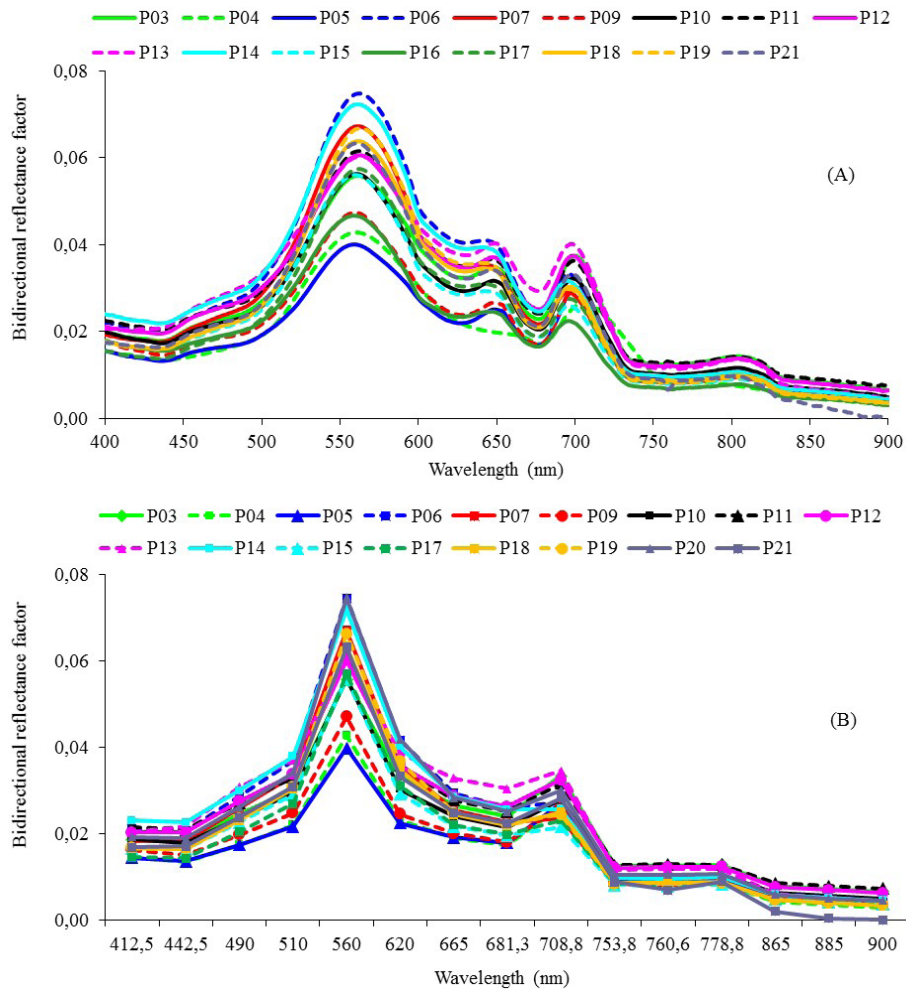 P03 P04 P05 P06 P07 P09 P10 P11 P12
P13 P14 P15 P16 P17 P18 P19 P21
Bidirectional reflectance factor
0,08
0,06
0,04
0,02
0,00
(A)
400 450 500 550 600 650 700 750 800 850 900
Wavelength (nm)
P03 P04 P05 P06 P07 P09 P10 P11 P12
P13 P14 P15 P17 P18 P19 P20 P21
Bidirectional reflectance factor
0,08
0,06
0,04
0,02
0,00
(B)
412,5 442,5 490 510 560 620 665 681,3 708,8 753,8 760,6 778,8 865 885 900
Wavelength (nm)